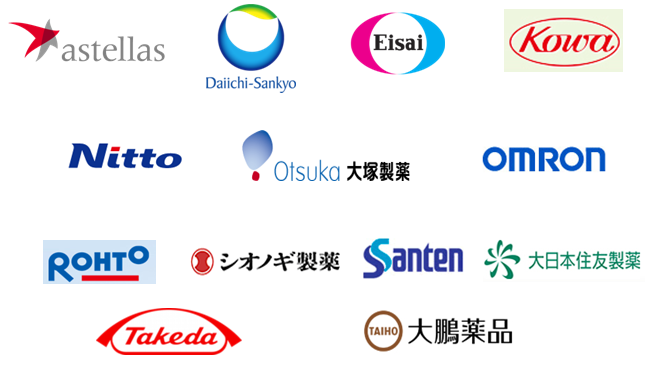 astellas
Daiichi-Sankyo
Eisai
Kowa
Nitto
Otsuka 大塚製薬
OMRON
ROHTO
シオノギ製薬
Santen
大日本住友製薬
Takeda
TAIHO 大鵬薬品